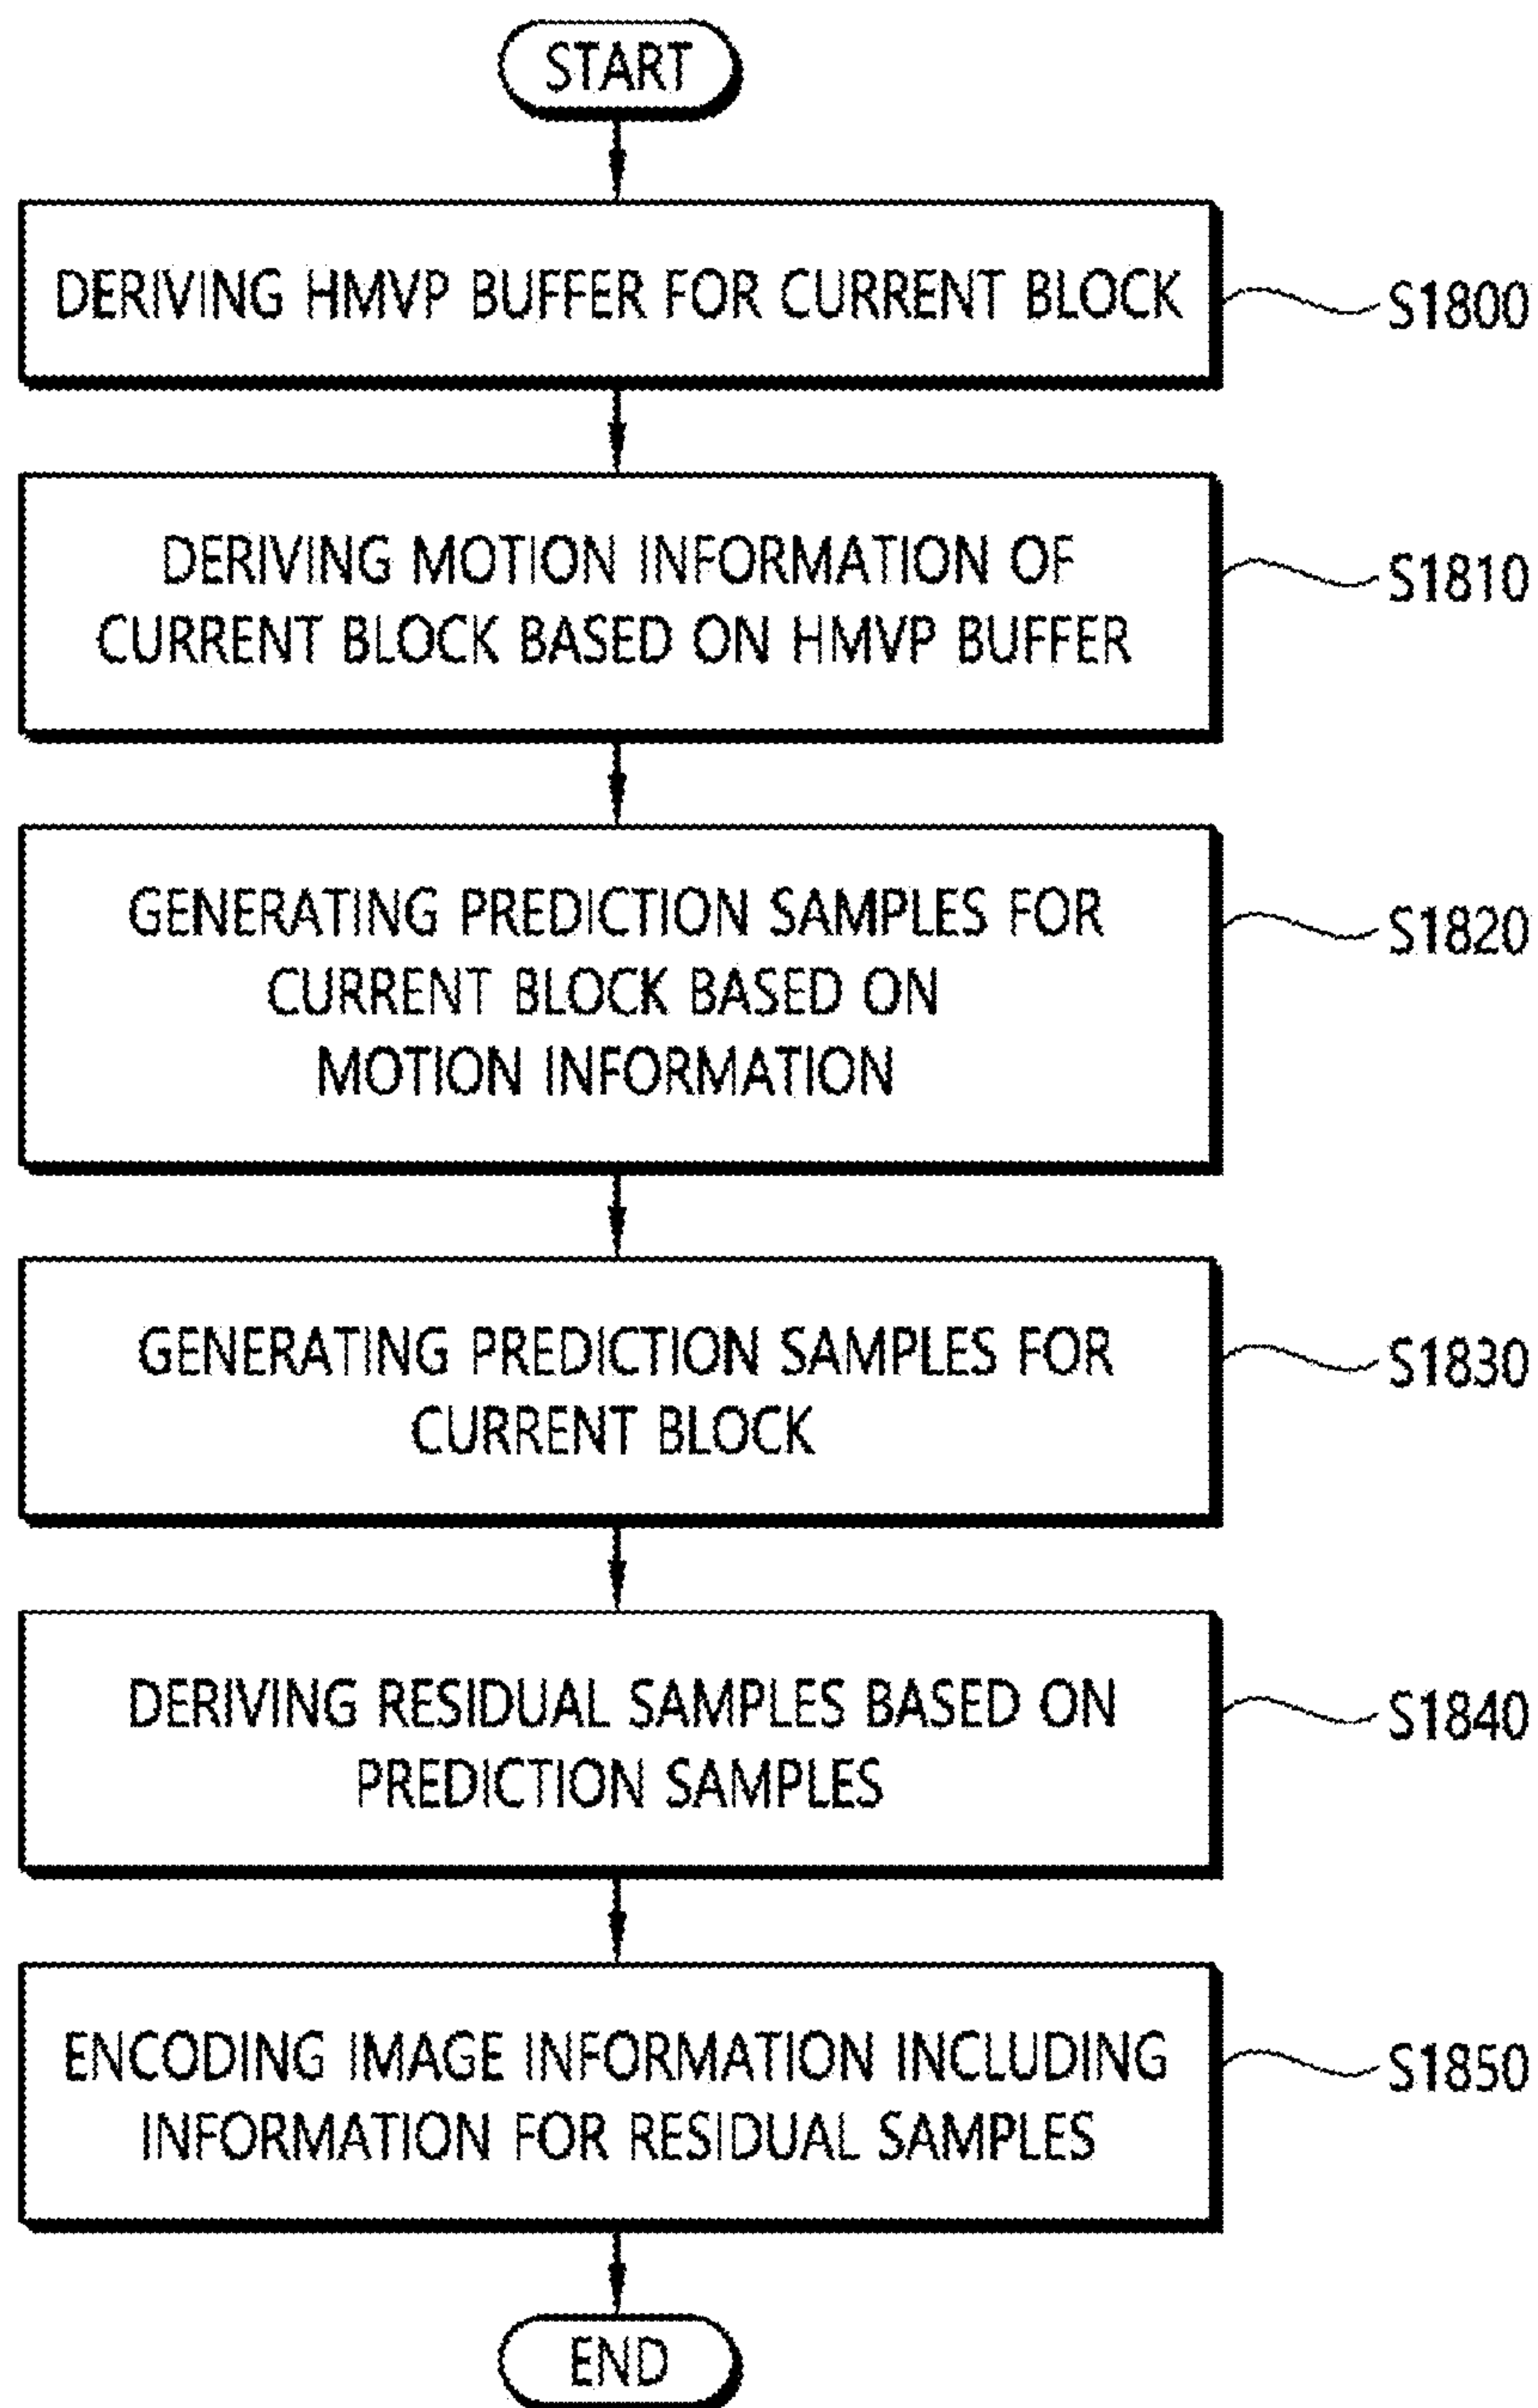 START
DERIVING HMVP BUFFER FOR CURRENT BLOCK
S1800
DERIVING MOTION INFORMATION OF
CURRENT BLOCK BASED ON HMVP BUFFER
S1810
GENERATING PREDICTION SAMPLES FOR
CURRENT BLOCK BASED ON
MOTION INFORMATION
S1820
GENERATING PREDICTION SAMPLES FOR
CURRENT BLOCK
S1830
DERIVING RESIDUAL SAMPLES BASED ON
PREDICTION SAMPLES
S1840
ENCODING IMAGE INFORMATION INCLUDING
INFORMATION FOR RESIDUAL SAMPLES
S1850
END